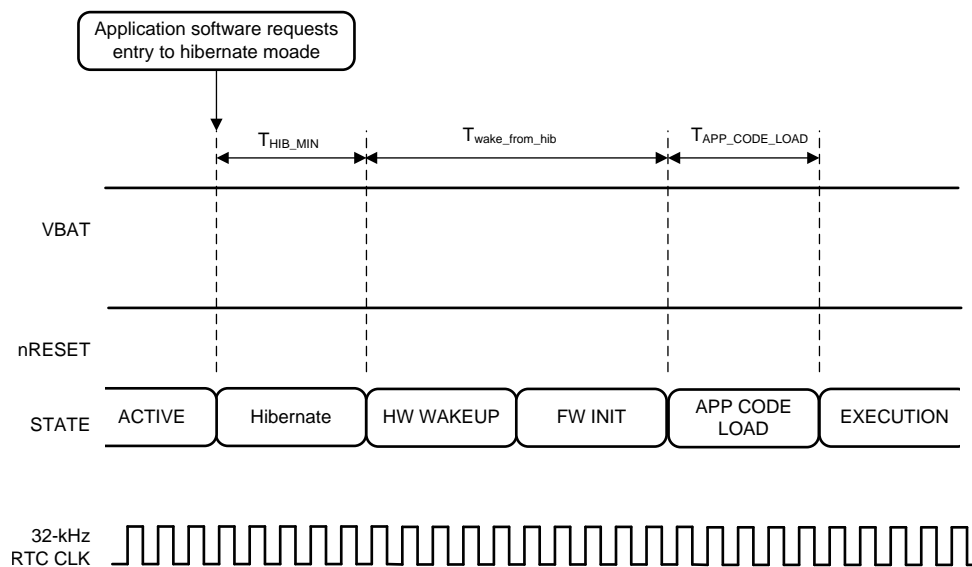 Application software requests
entry to hibernate moade
THIB_MIN
Twake_from_hib
TAPP_CODE_LOAD
VBAT
nRESET
STATE
ACTIVE
Hibernate
HW WAKEUP
FW INIT
APP CODE
LOAD
EXECUTION
32-kHz
RTC CLK